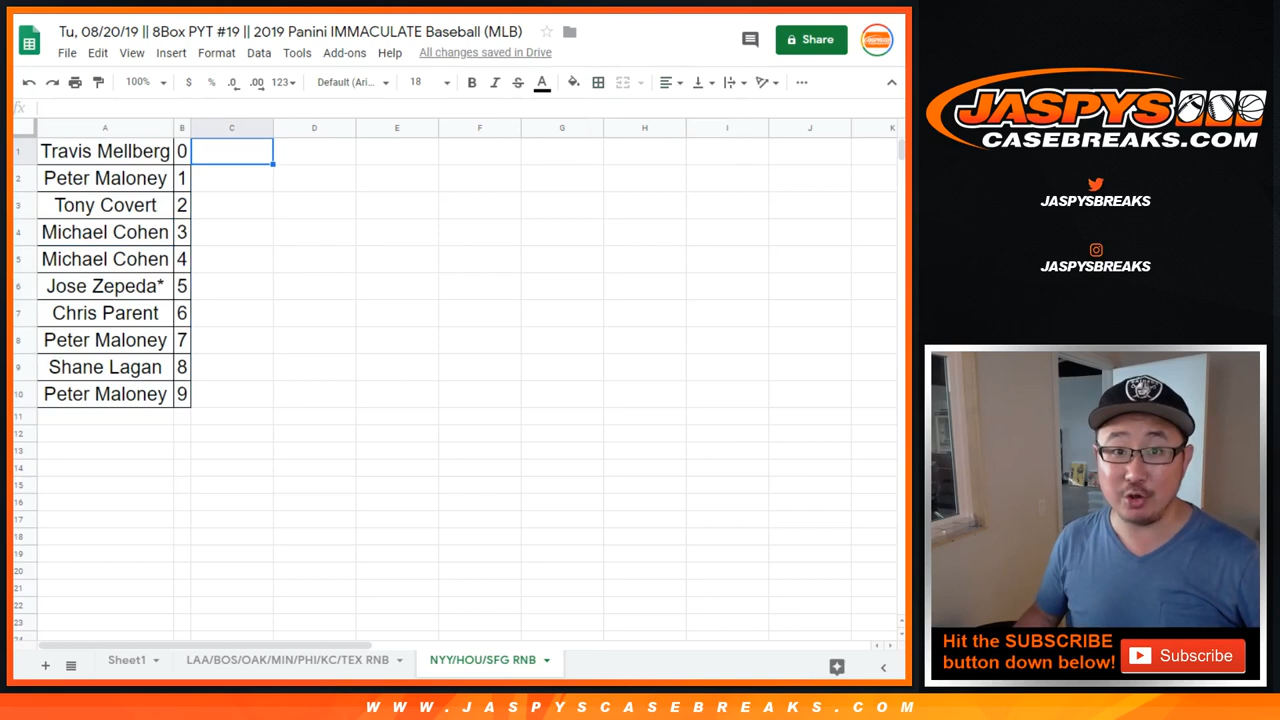 Tu, 08/20/19 || 8Box PYT #19 || 2019 Panini IMMACULATE Baseball (MLB)
File Edit View Format Data Tools Add-ons Help All changes saved in Drive
Share
100% $ % .0 .00 123 Default (Ari... 18 B I S A
fx
A B C D E F G H I J K
1 Travis Mellberg 0
2 Peter Maloney 1
3 Tony Covert 2
4 Michael Cohen 3
5 Michael Cohen 4
6 Jose Zepeda* 5
7 Chris Parent 6
8 Peter Maloney 7
9 Shane Lagan 8
10 Peter Maloney 9
11
12
13
14
15
16
17
18
19
20
21
22
23
24
Sheet1 LAA/BOS/OAK/MIN/PHI/KC/TEX RNB NYY/HOU/SFG RNB
JASPYS
CASEBREAKS.COM
JASPYSBREAKS
JASPYSBREAKS
Hit the SUBSCRIBE
button down below!
Subscribe
WWW.JASPYSCASEBREAKS.COM